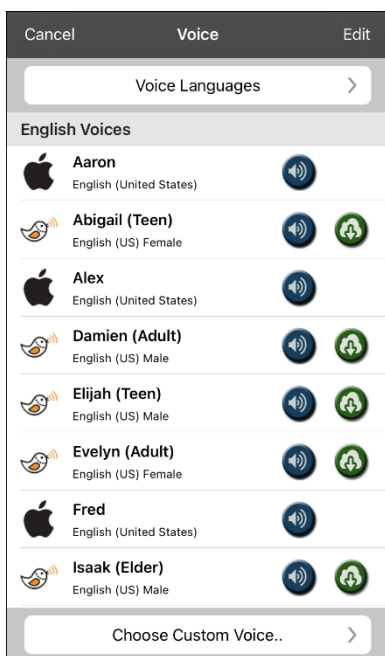 Cancel Voice Edit
Voice Languages
English Voices
Aaron
English (United States)
Abigail (Teen)
English (US) Female
Alex
English (United States)
Damien (Adult)
English (US) Male
Elijah (Teen)
English (US) Male
Evelyn (Adult)
English (US) Female
Fred
English (United States)
Isaak (Elder)
English (US) Male
Choose Custom Voice..